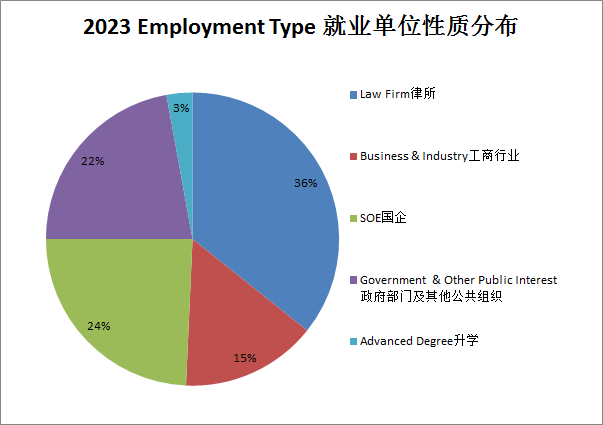 2023 Employment Type 就业单位性质分布
3%
36%
22%
24%
15%
Law Firm律所
Business & Industry工商行业
SOE国企
Government & Other Public Interest
政府部门及其他公共组织
Advanced Degree升学